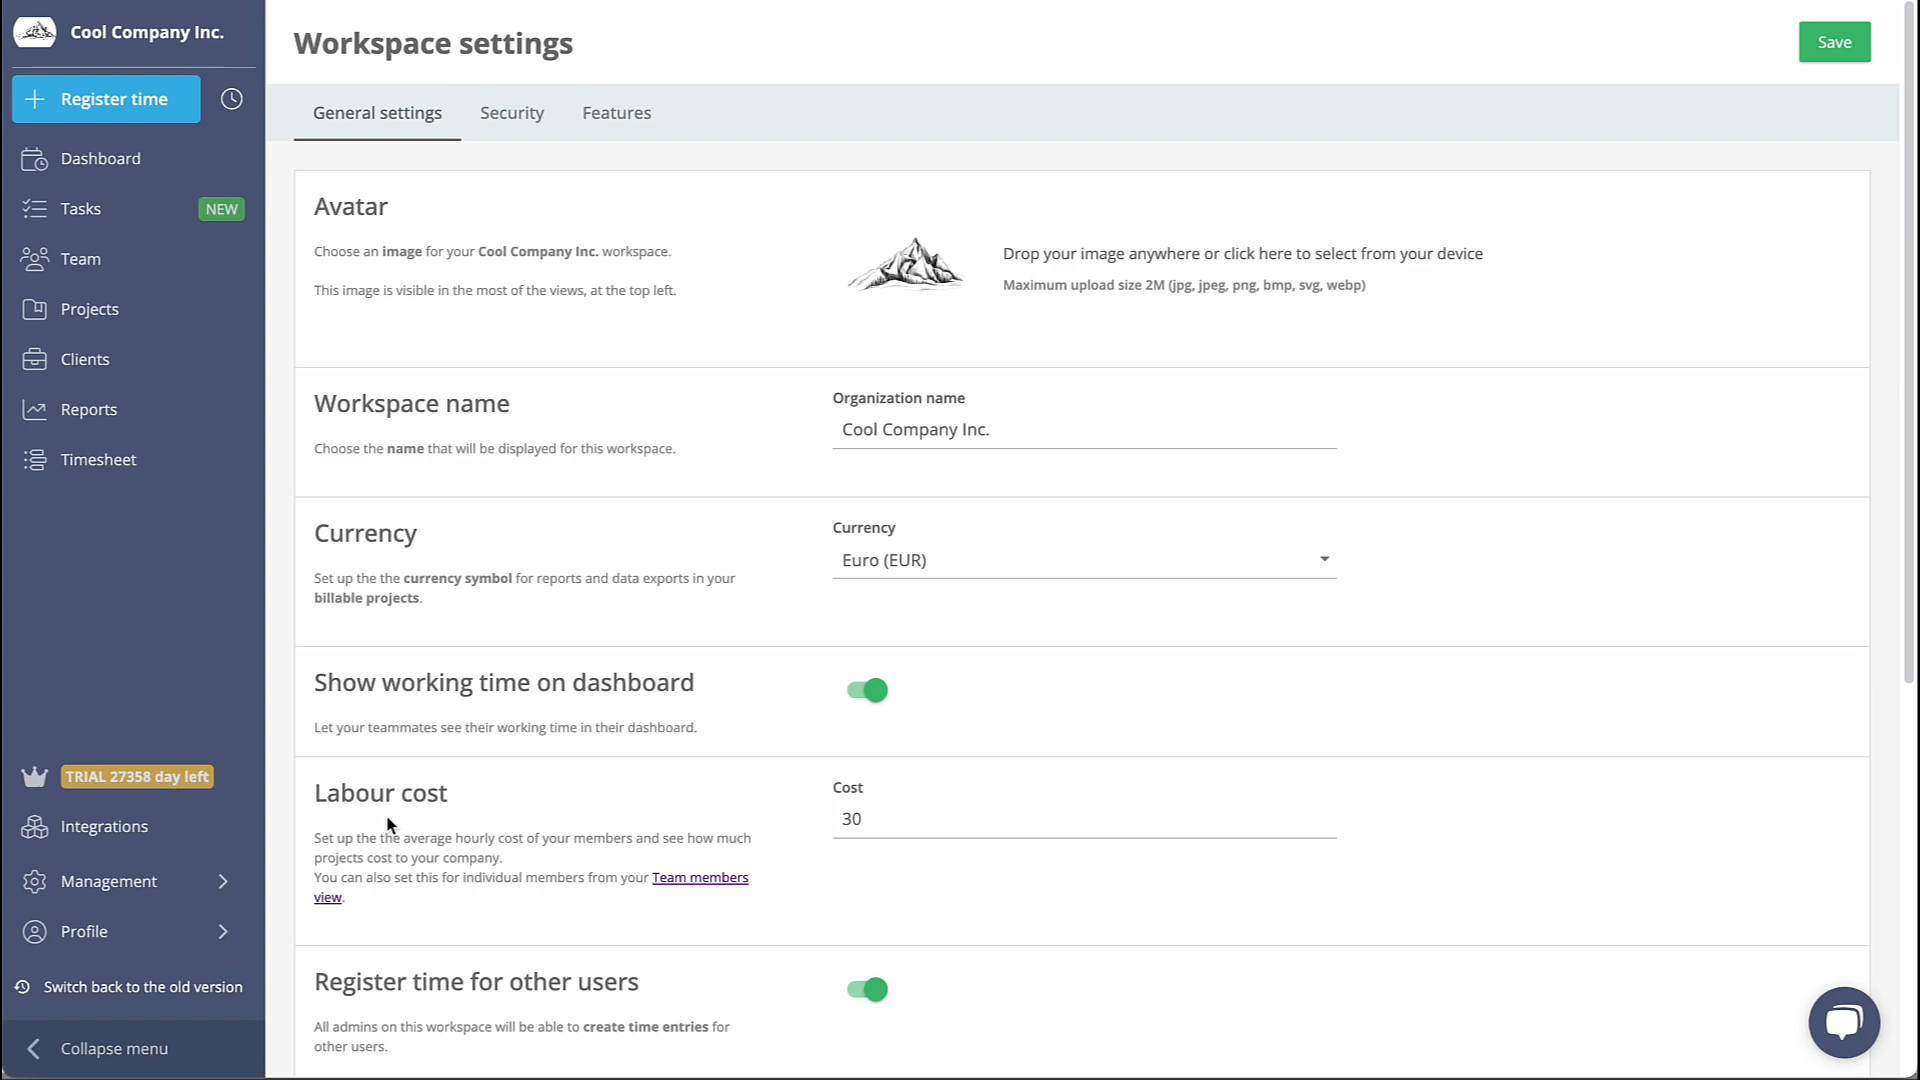 Cool Company Inc.
Register time
Dashboard
Tasks
NEW
Team
Projects
Clients
Reports
Timesheet
TRIAL 27358 day left
Integrations
Management
Profile
Switch back to the old version
Collapse menu
Workspace settings
Save
General settings
Security
Features
Avatar
Choose an image for your Cool Company Inc. workspace.
This image is visible in the most of the views, at the top left.
Drop your image anywhere or click here to select from your device
Maximum upload size 2M (jpg, jpeg, png, bmp, svg, webp)
Workspace name
Choose the name that will be displayed for this workspace.
Organization name
Cool Company Inc.
Currency
Set up the the currency symbol for reports and data exports in your
billable projects.
Currency
Euro (EUR)
Show working time on dashboard
Let your teammates see their working time in their dashboard.
Labour cost
Set up the the average hourly cost of your members and see how much
projects cost to your company.
You can also set this for individual members from your Team members
view.
Cost
30
Register time for other users
All admins on this workspace will be able to create time entries for
other users.